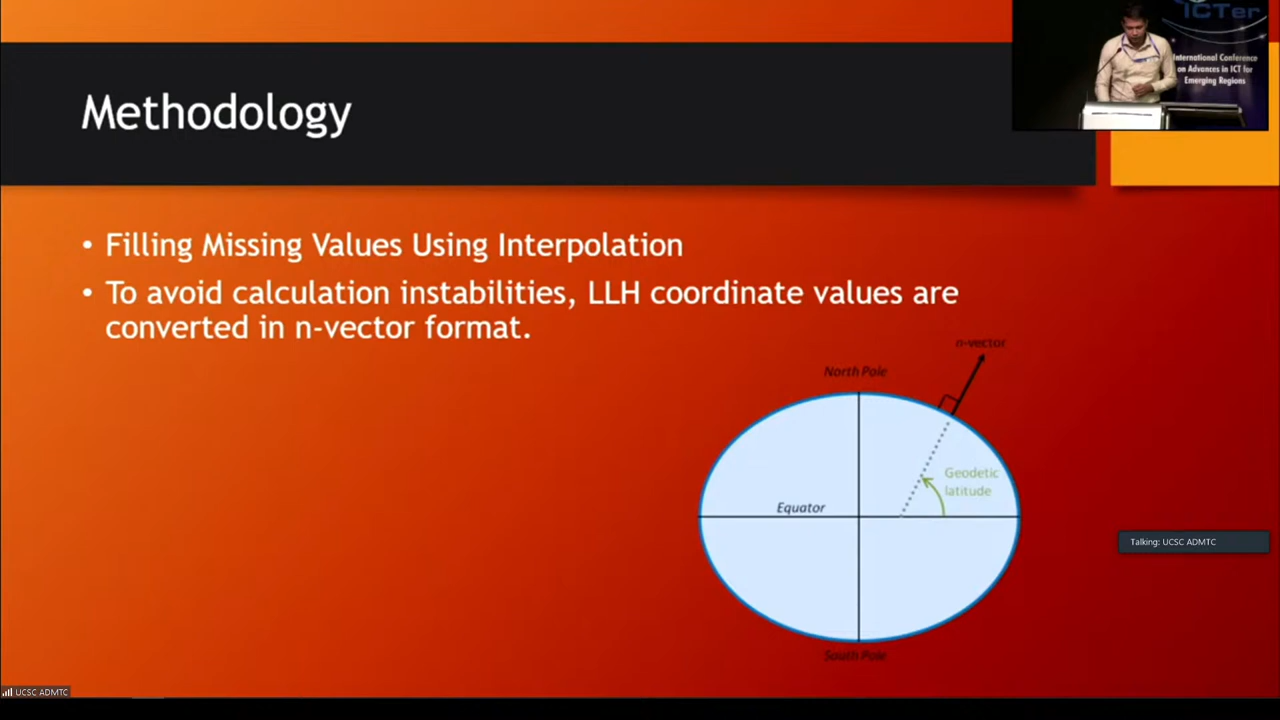 ICTer
International Conference
on Advances in ICT for
Emerging Regions
Methodology
• Filling Missing Values Using Interpolation
• To avoid calculation instabilities, LLH coordinate values are
converted in n-vector format.
n-vector
North Pole
Geodetic
latitude
Equator
South Pole
Talking: UCSC ADMTC
UCSC ADMTC